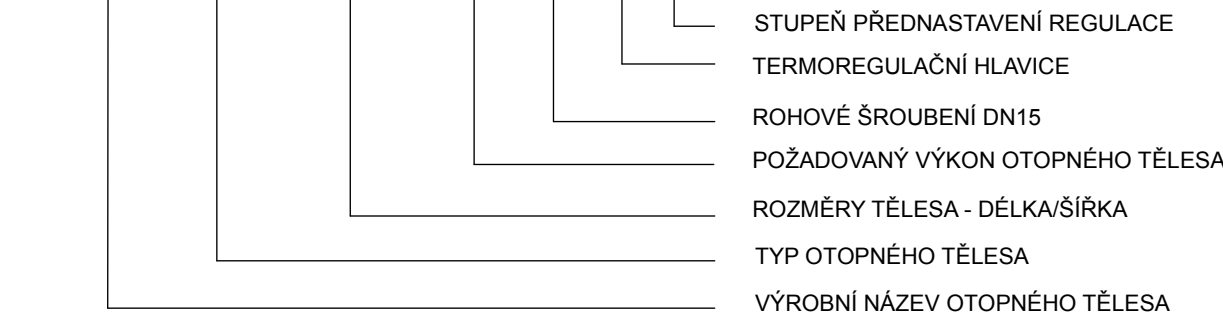 STUPEŇ PŘEDNASTAVENÍ REGULACE
TERMOREGULAČNÍ HLAVICE
ROHOVÉ ŠROUBENÍ DN15
POŽADOVANÝ VÝKON OTOPNÉHO TĚLESA
ROZMĚRY TĚLESA - DÉLKA/ŠÍŘKA
TYP OTOPNÉHO TĚLESA
VÝROBNÍ NÁZEV OTOPNÉHO TĚLESA